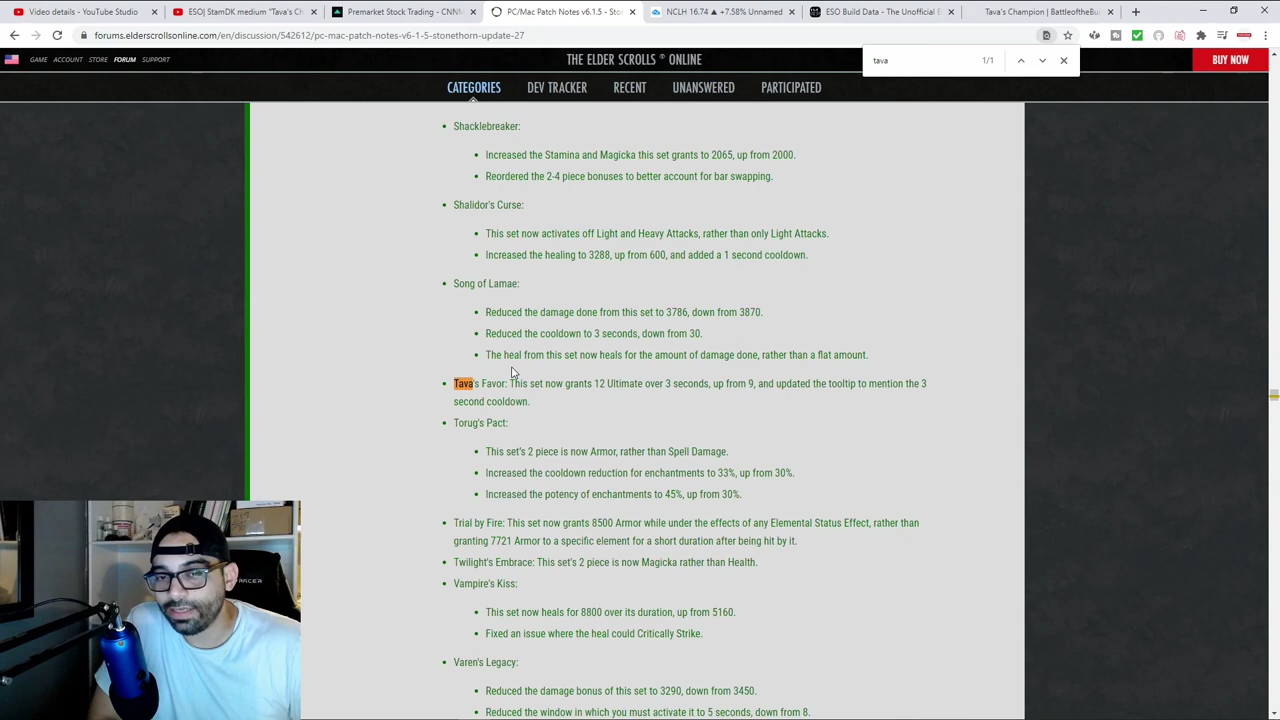 Video details - YouTube Studio
ESO| StamDK medium "Tava's Ch
Premarket Stock Trading - CNNM
PC/Mac Patch Notes v6.1.5 - Sto
NCLH 16.74 ▲ +7.58% Unnamed
ESO Build Data - The Unofficial E
Tava's Champion | BattleoftheBui
forums.elderscrollsonline.com/en/discussion/542612/pc-mac-patch-notes-v6-1-5-stonethorn-update-27
GAME ACCOUNT STORE FORUM SUPPORT
THE ELDER SCROLLS ® ONLINE
tava 1/1
BUY NOW
CATEGORIES DEV TRACKER RECENT UNANSWERED PARTICIPATED
Shacklebreaker:
Increased the Stamina and Magicka this set grants to 2065, up from 2000.
Reordered the 2-4 piece bonuses to better account for bar swapping.
Shalidor's Curse:
This set now activates off Light and Heavy Attacks, rather than only Light Attacks.
Increased the healing to 3288, up from 600, and added a 1 second cooldown.
Song of Lamae:
Reduced the damage done from this set to 3786, down from 3870.
Reduced the cooldown to 3 seconds, down from 30.
The heal from this set now heals for the amount of damage done, rather than a flat amount.
Tava's Favor: This set now grants 12 Ultimate over 3 seconds, up from 9, and updated the tooltip to mention the 3
second cooldown.
Torug's Pact:
This set's 2 piece is now Armor, rather than Spell Damage.
Increased the cooldown reduction for enchantments to 33%, up from 30%.
Increased the potency of enchantments to 45%, up from 30%.
Trial by Fire: This set now grants 8500 Armor while under the effects of any Elemental Status Effect, rather than
granting 7721 Armor to a specific element for a short duration after being hit by it.
Twilight's Embrace: This set's 2 piece is now Magicka rather than Health.
Vampire's Kiss:
This set now heals for 8800 over its duration, up from 5160.
Fixed an issue where the heal could Critically Strike.
Varen's Legacy:
Reduced the damage bonus of this set to 3290, down from 3450.
Reduced the window in which you must activate it to 5 seconds, down from 8.